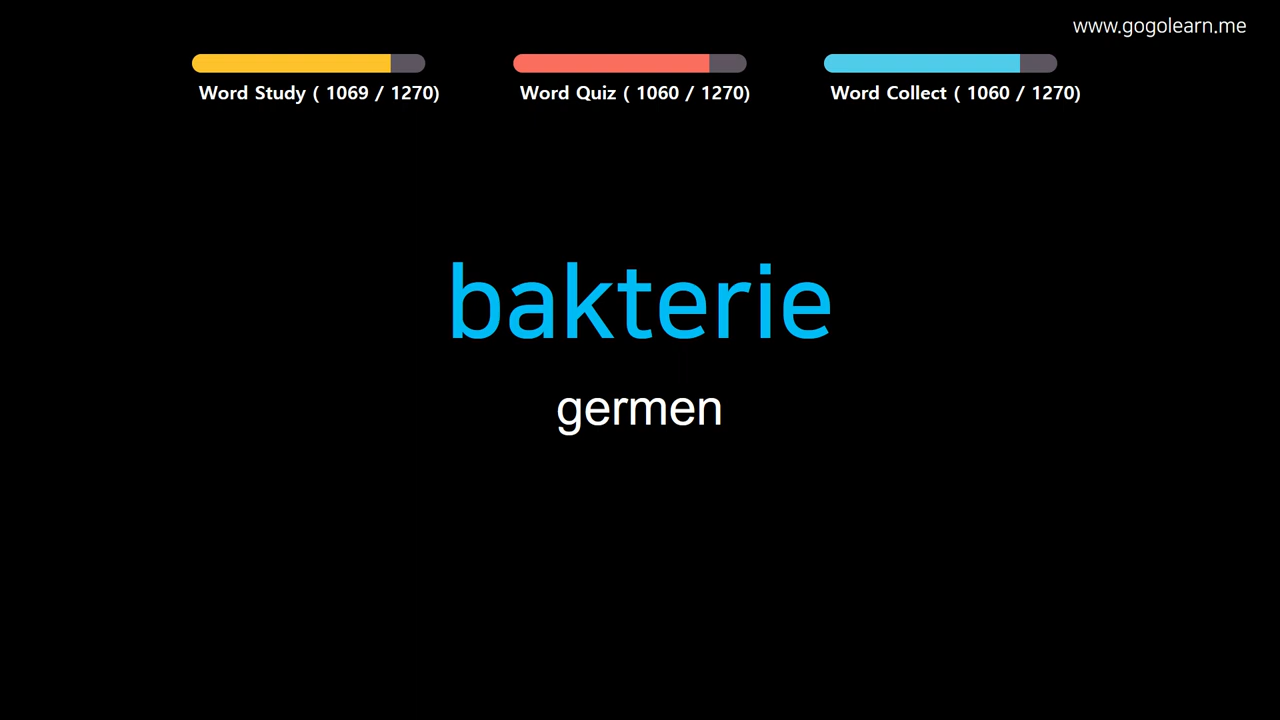 www.gogolearn.me
Word Study ( 1069 / 1270)
Word Quiz ( 1060 / 1270)
Word Collect ( 1060 / 1270)
bakterie
germen